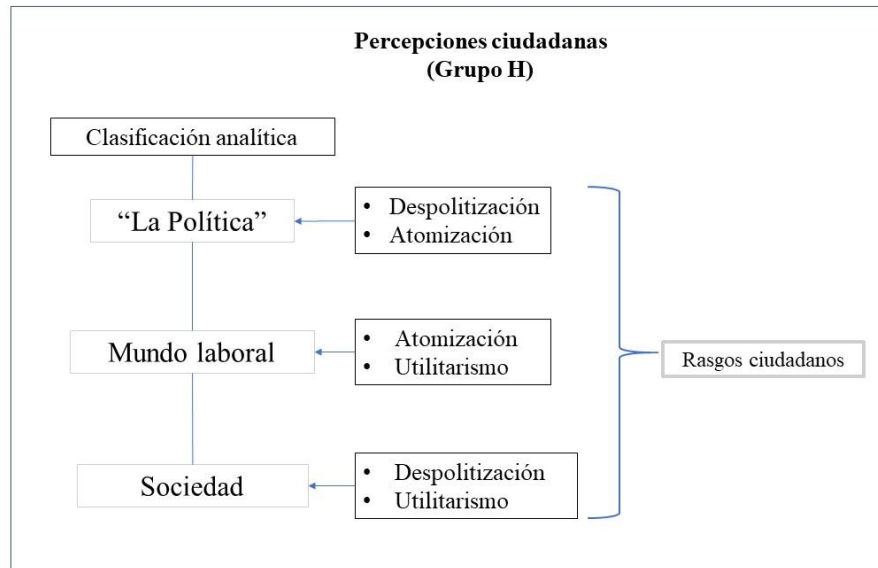 Percepciones ciudadanas
(Grupo H)
Clasificación analítica
“La Política”
• Despolitización
• Atomización
Mundo laboral
• Atomización
• Utilitarismo
Rasgos ciudadanos
Sociedad
• Despolitización
• Utilitarismo